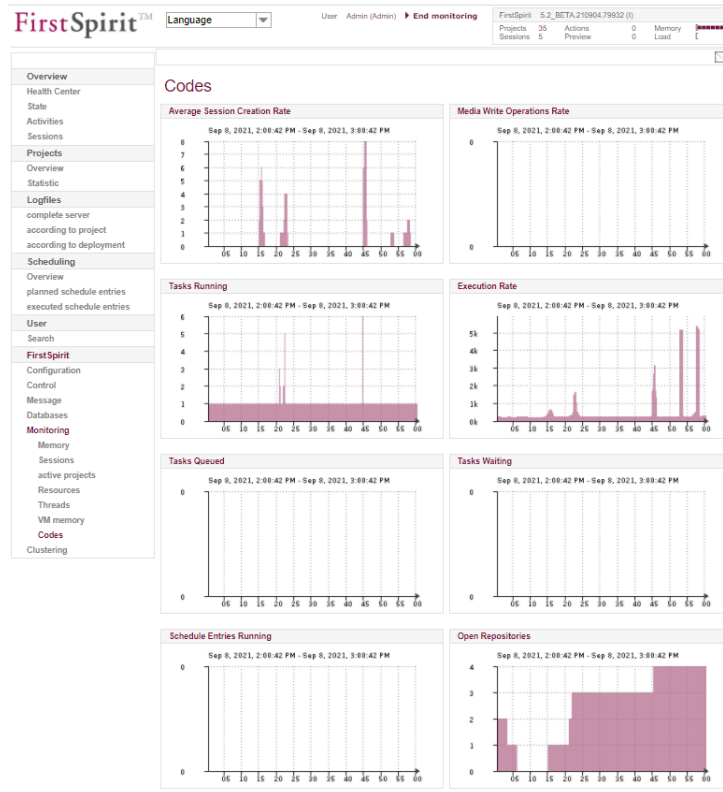 FirstSpirit™
Language
User Admin (Admin) End monitoring
FirstSpirit 5.2_BETA.210904.79932 (I)
Projects 35 Actions 0 Memory
Sessions 5 Preview 0 Load
Overview
Health Center
State
Activities
Sessions
Projects
Overview
Statistic
Logfiles
complete server
according to project
according to deployment
Scheduling
Overview
planned schedule entries
executed schedule entries
User
Search
FirstSpirit
Configuration
Control
Message
Databases
Monitoring
Memory
Sessions
active projects
Resources
Threads
VM memory
Codes
Clustering
Codes
Average Session Creation Rate
Sep 8, 2021, 2:00:42 PM - Sep 8, 2021, 3:00:42 PM
8
7
6
5
4
3
2
1
0
05 10 15 20 30 35 40 45 50 55 00
Media Write Operations Rate
Sep 8, 2021, 2:00:42 PM - Sep 8, 2021, 3:00:42 PM
0
05 10 15 20 26 30 35 40 45 50 55 00
Tasks Running
Sep 8, 2021, 2:00:42 PM - Sep 8, 2021, 3:00:42 PM
6
5
4
3
2
1
0
05 10 15 20 25 30 35 40 45 50 55 00
Execution Rate
Sep 8, 2021, 2:00:42 PM - Sep 8, 2021, 3:00:42 PM
5k
4k
3k
2k
1k
0k
05 10 15 20 25 30 35 40 45 50 55 00
Tasks Queued
Sep 8, 2021, 2:00:42 PM - Sep 8, 2021, 3:00:42 PM
0
0
05 10 15 20 25 30 35 40 45 50 55 00
Tasks Waiting
Sep 8, 2021, 2:00:42 PM - Sep 8, 2021, 3:00:42 PM
0
0
05 10 15 20 25 30 35 40 45 50 55 00
Schedule Entries Running
Sep 8, 2021, 2:00:42 PM - Sep 8, 2021, 3:00:42 PM
0
0
05 10 15 20 25 30 35 40 45 50 55 00
Open Repositories
Sep 8, 2021, 2:00:42 PM - Sep 8, 2021, 3:00:42 PM
4
3
2
1
0
05 10 15 20 25 30 35 40 45 50 55 00